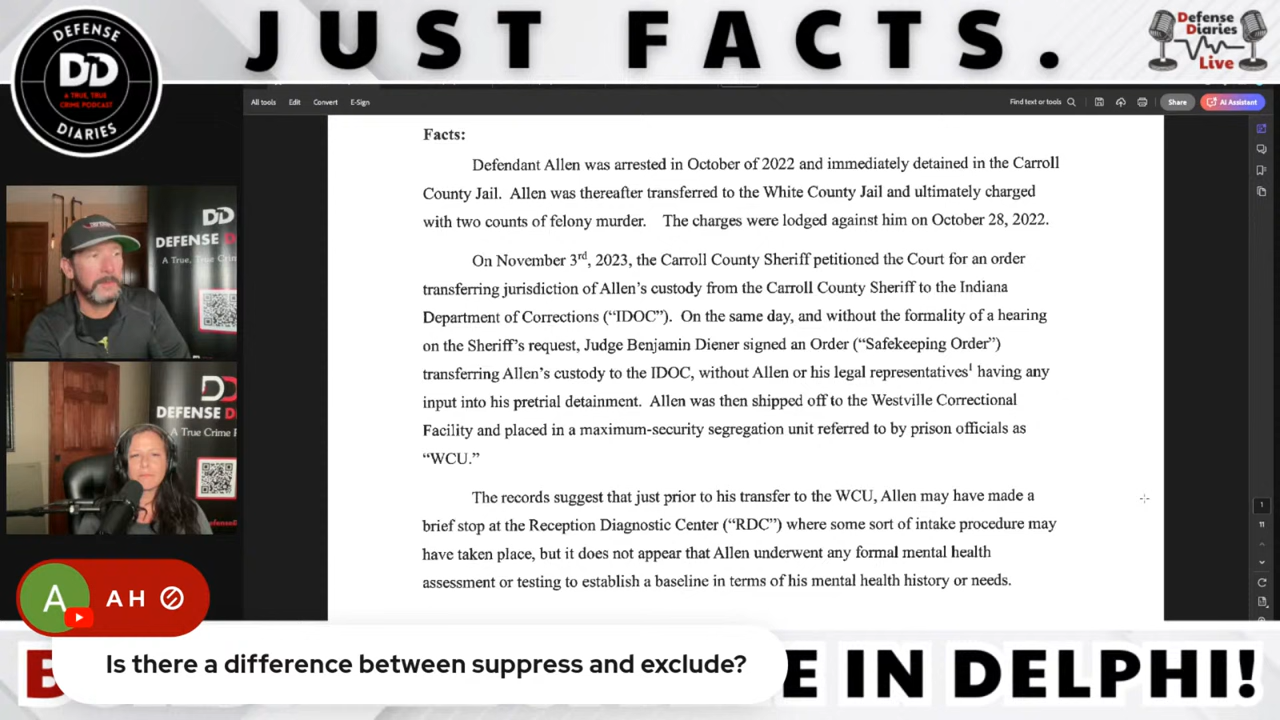 JUST FACTS.
DEFENSE
DD
A TRUE, TRUE
CRIME PODCAST
DIARIES
Defense
Diaries
Live
All tools Edit Convert E-Sign Find text or tools Share AI Assistant
Facts:
Defendant Allen was arrested in October of 2022 and immediately detained in the Carroll
County Jail. Allen was thereafter transferred to the White County Jail and ultimately charged
with two counts of felony murder. The charges were lodged against him on October 28, 2022.
On November 3rd, 2023, the Carroll County Sheriff petitioned the Court for an order
transferring jurisdiction of Allen's custody from the Carroll County Sheriff to the Indiana
Department of Corrections ("IDOC"). On the same day, and without the formality of a hearing
on the Sheriff's request, Judge Benjamin Diener signed an Order ("Safekeeping Order")
transferring Allen's custody to the IDOC, without Allen or his legal representatives1 having any
input into his pretrial detainment. Allen was then shipped off to the Westville Correctional
Facility and placed in a maximum-security segregation unit referred to by prison officials as
"WCU."
The records suggest that just prior to his transfer to the WCU, Allen may have made a
brief stop at the Reception Diagnostic Center ("RDC") where some sort of intake procedure may
have taken place, but it does not appear that Allen underwent any formal mental health
assessment or testing to establish a baseline in terms of his mental health history or needs.
1
11
DD
DEFENSE D
A True,
DD
DEFENSE D
A True Crime P
A
A H
Is there a difference between suppress and exclude?
E IN DELPHI!